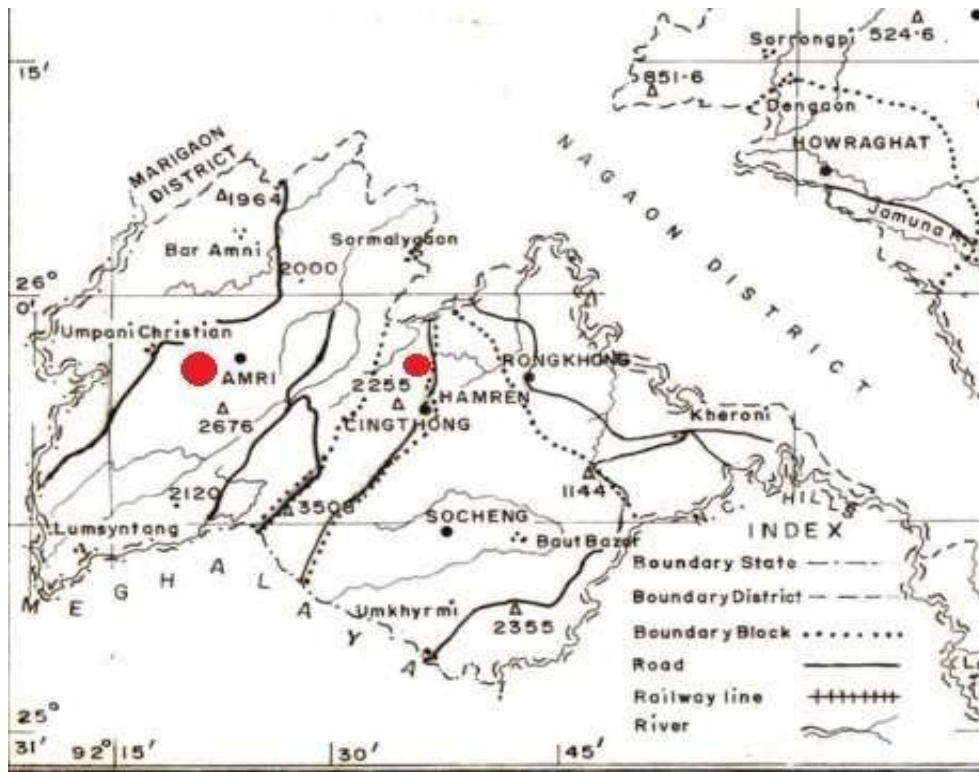 15'
Sorrongpi
524·6
851·6
Dengaon
HOWRAGHAT
Jamuna R.
NAGAON DISTRICT
MARIGAON
DISTRICT
1964
Bar Amni
Sormalygaon
2000
26°
0'
Umpani Christian
AMRI
2676
2255
CINGTHONG
HAMREN
RONGKHONG
Kheroni
2120
3508
1144
Lumsyntang
SOCHENG
Baut Bazar
N.C. HILLS
MEGHALAYA
Umkhyrmi
2355
INDEX
Boundary State
Boundary District
Boundary Block
Road
Railway line
River
25°
31'
92°15'
30'
45'